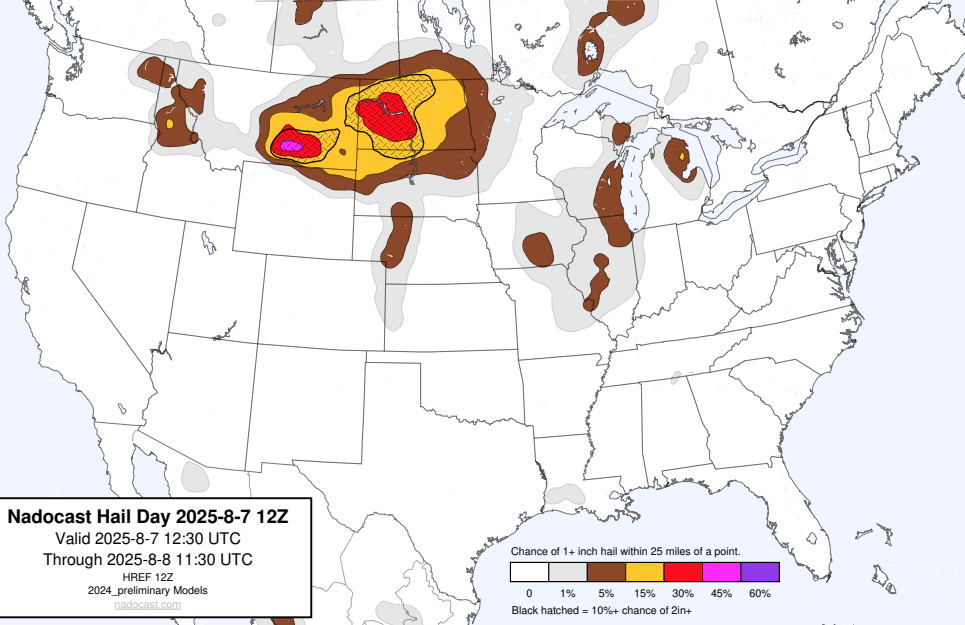 Nadocast Hail Day 2025-8-7 12Z
Valid 2025-8-7 12:30 UTC
Through 2025-8-8 11:30 UTC
HREF 12Z
2024_preliminary Models
nadocast.com
Chance of 1+ inch hail within 25 miles of a point.
0 1% 5% 15% 30% 45% 60%
Black hatched = 10%+ chance of 2in+